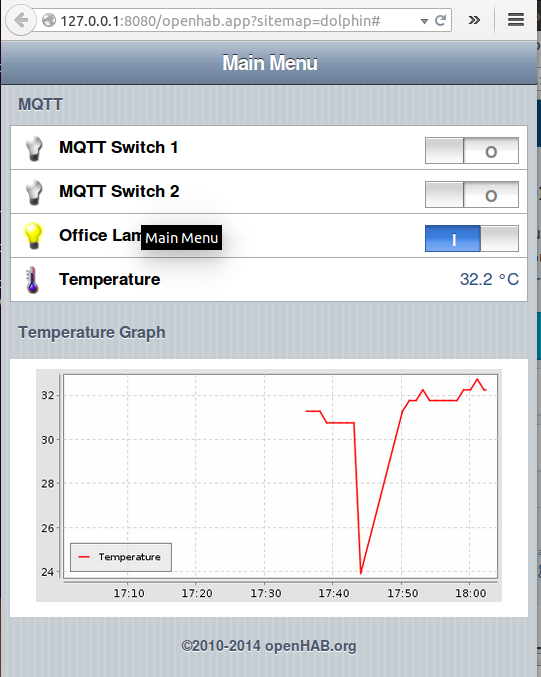 127.0.0.1:8080/openhab.app?sitemap=dolphin#
Main Menu
MQTT
MQTT Switch 1
O
MQTT Switch 2
O
Office Lam
Main Menu
I
Temperature
32.2 °C
Temperature Graph
32
30
28
26
24
Temperature
17:10
17:20
17:30
17:40
17:50
18:00
©2010-2014 openHAB.org